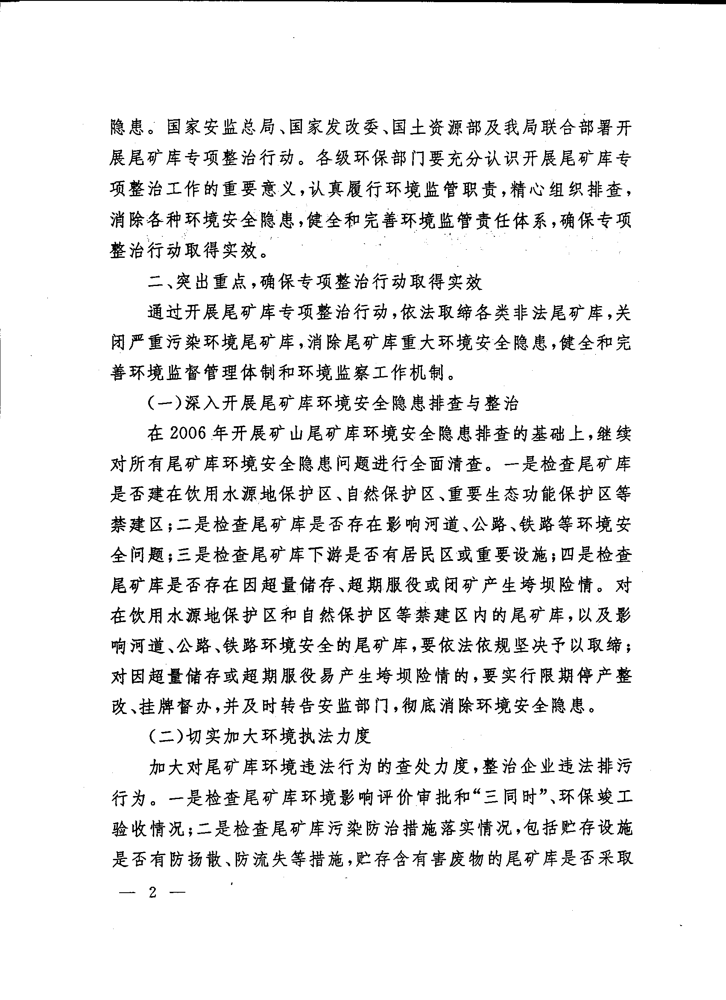 隐患。国家安监总局、国家发改委、国土资源部及我局联合部署开
展尾矿库专项整治行动。各级环保部门要充分认识开展尾矿库专
项整治工作的重要意义,认真履行环境监管职责,精心组织排查,
消除各种环境安全隐患,健全和完善环境监管责任体系,确保专项
整治行动取得实效。
二、突出重点,确保专项整治行动取得实效
通过开展尾矿库专项整治行动,依法取缔各类非法尾矿库,关
闭严重污染环境尾矿库,消除尾矿库重大环境安全隐患,健全和完
善环境监督管理体制和环境监察工作机制。
(一)深入开展尾矿库环境安全隐患排查与整治
在 2006 年开展矿山尾矿库环境安全隐患排查的基础上,继续
对所有尾矿库环境安全隐患问题进行全面清查。一是检查尾矿库
是否建在饮用水源地保护区、自然保护区、重要生态功能保护区等
禁建区;二是检查尾矿库是否存在影响河道、公路、铁路等环境安
全问题;三是检查尾矿库下游是否有居民区或重要设施;四是检查
尾矿库是否存在因超量储存、超期服役或闭矿产生垮坝险情。对
在饮用水源地保护区和自然保护区等禁建区内的尾矿库,以及影
响河道、公路、铁路环境安全的尾矿库,要依法依规坚决予以取缔;
对因超量储存或超期服役易产生垮坝险情的,要实行限期停产整
改、挂牌督办,并及时转告安监部门,彻底消除环境安全隐患。
(二)切实加大环境执法力度
加大对尾矿库环境违法行为的查处力度,整治企业违法排污
行为。一是检查尾矿库环境影响评价审批和“三同时”、环保竣工
验收情况;二是检查尾矿库污染防治措施落实情况,包括贮存设施
是否有防扬散、防流失等措施,贮存含有害废物的尾矿库是否采取
— 2 —